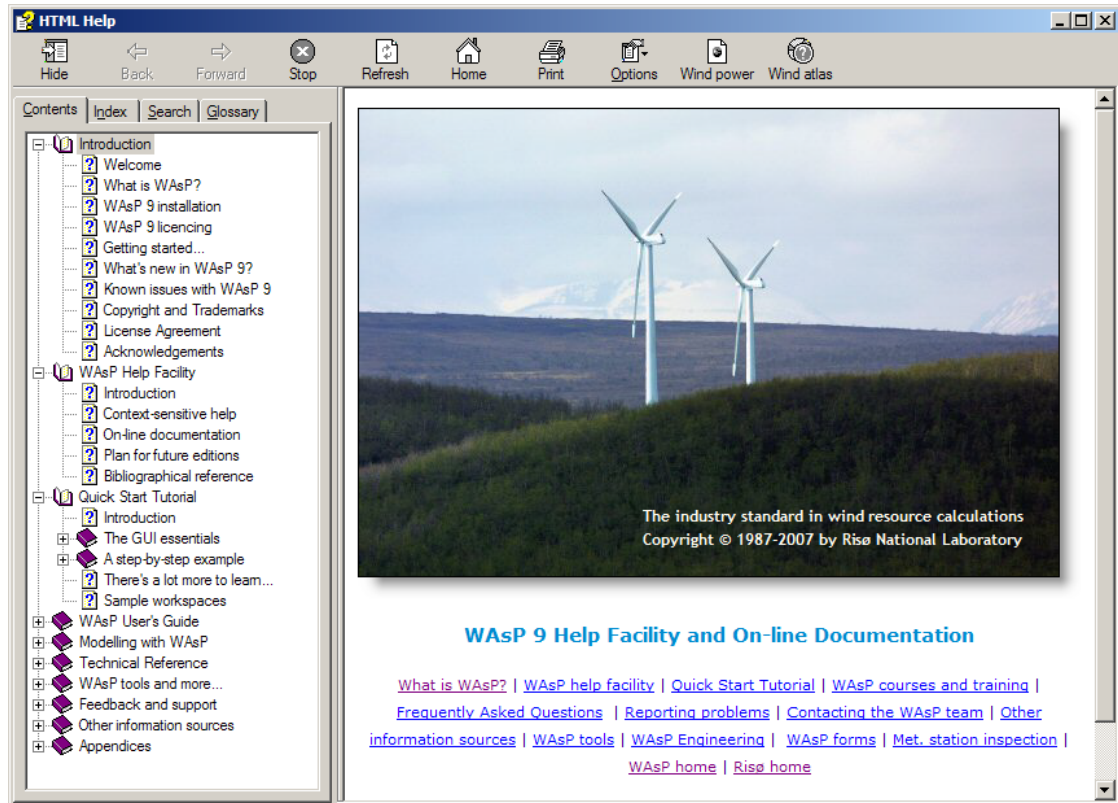 HTML Help
Hide Back Forward Stop Refresh Home Print Options Wind power Wind atlas
Contents Index Search Glossary
Introduction
Welcome
What is WAsP?
WAsP 9 installation
WAsP 9 licencing
Getting started...
What's new in WAsP 9?
Known issues with WAsP 9
Copyright and Trademarks
License Agreement
Acknowledgements
WAsP Help Facility
Introduction
Context-sensitive help
On-line documentation
Plan for future editions
Bibliographical reference
Quick Start Tutorial
Introduction
The GUI essentials
A step-by-step example
There's a lot more to learn...
Sample workspaces
WAsP User's Guide
Modelling with WAsP
Technical Reference
WAsP tools and more...
Feedback and support
Other information sources
Appendices
The industry standard in wind resource calculations
Copyright © 1987-2007 by Risø National Laboratory
WAsP 9 Help Facility and On-line Documentation
What is WAsP? | WAsP help facility | Quick Start Tutorial | WAsP courses and training |
Frequently Asked Questions | Reporting problems | Contacting the WAsP team | Other
information sources | WAsP tools | WAsP Engineering | WAsP forms | Met. station inspection |
WAsP home | Risø home